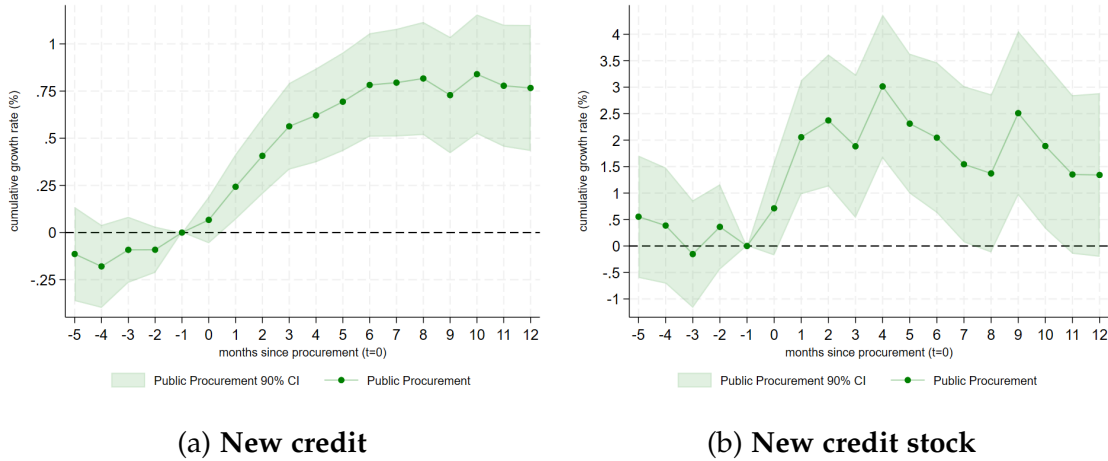 cumulative growth rate (%)
1
.75
.5
.25
0
-.25
-5 -4 -3 -2 -1 0 1 2 3 4 5 6 7 8 9 10 11 12
months since procurement (t=0)
Public Procurement 90% CI Public Procurement
(a) New credit
cumulative growth rate (%)
4
3.5
3
2.5
2
1.5
1
.5
0
-.5
-1
-5 -4 -3 -2 -1 0 1 2 3 4 5 6 7 8 9 10 11 12
months since procurement (t=0)
Public Procurement 90% CI Public Procurement
(b) New credit stock